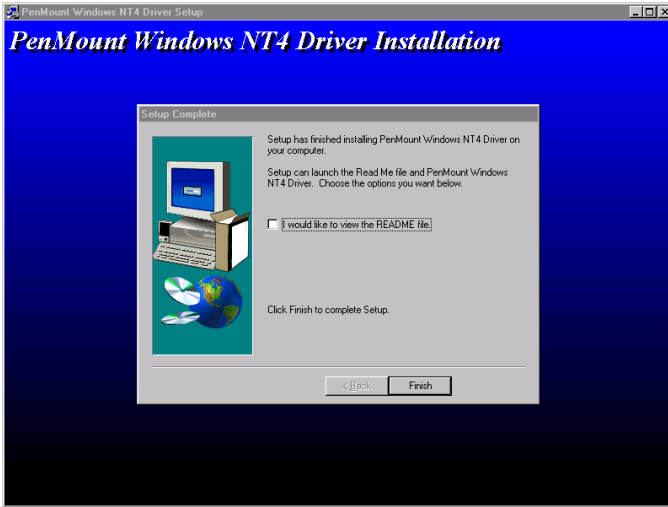 PenMount Windows NT4 Driver Setup
PenMount Windows NT4 Driver Installation
Setup Complete
Setup has finished installing PenMount Windows NT4 Driver on
your computer.
Setup can launch the Read Me file and PenMount Windows
NT4 Driver. Choose the options you want below.
I would like to view the README file.
Click Finish to complete Setup.
< Back
Finish